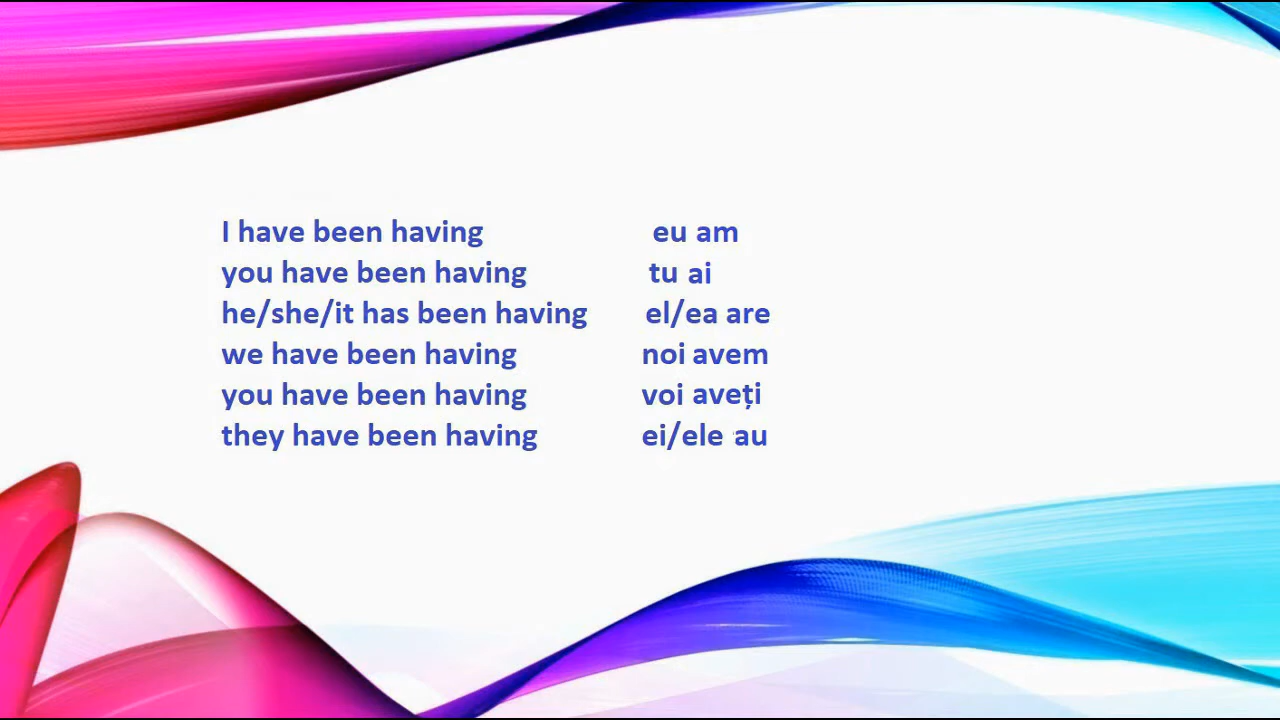 I have been having eu am
you have been having tu ai
he/she/it has been having el/ea are
we have been having noi avem
you have been having voi aveți
they have been having ei/ele au